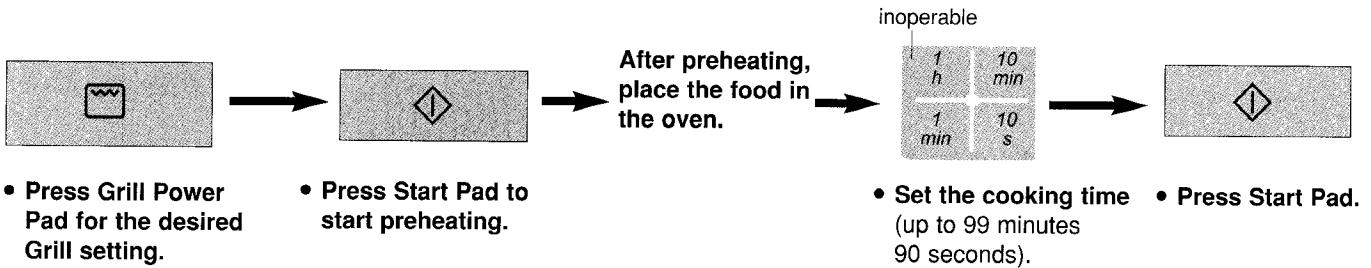 inoperable
After preheating,
place the food in
the oven.
1
h
10
min
1
min
10
s
• Press Grill Power
Pad for the desired
Grill setting.
• Press Start Pad to
start preheating.
• Set the cooking time
(up to 99 minutes
90 seconds).
• Press Start Pad.